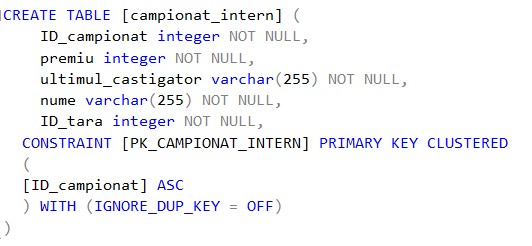 CREATE TABLE [campionat_intern] (
ID_campionat integer NOT NULL,
premiu integer NOT NULL,
ultimul_castigator varchar(255) NOT NULL,
nume varchar(255) NOT NULL,
ID_tara integer NOT NULL,
CONSTRAINT [PK_CAMPIONAT_INTERN] PRIMARY KEY CLUSTERED
(
[ID_campionat] ASC
) WITH (IGNORE_DUP_KEY = OFF)
)